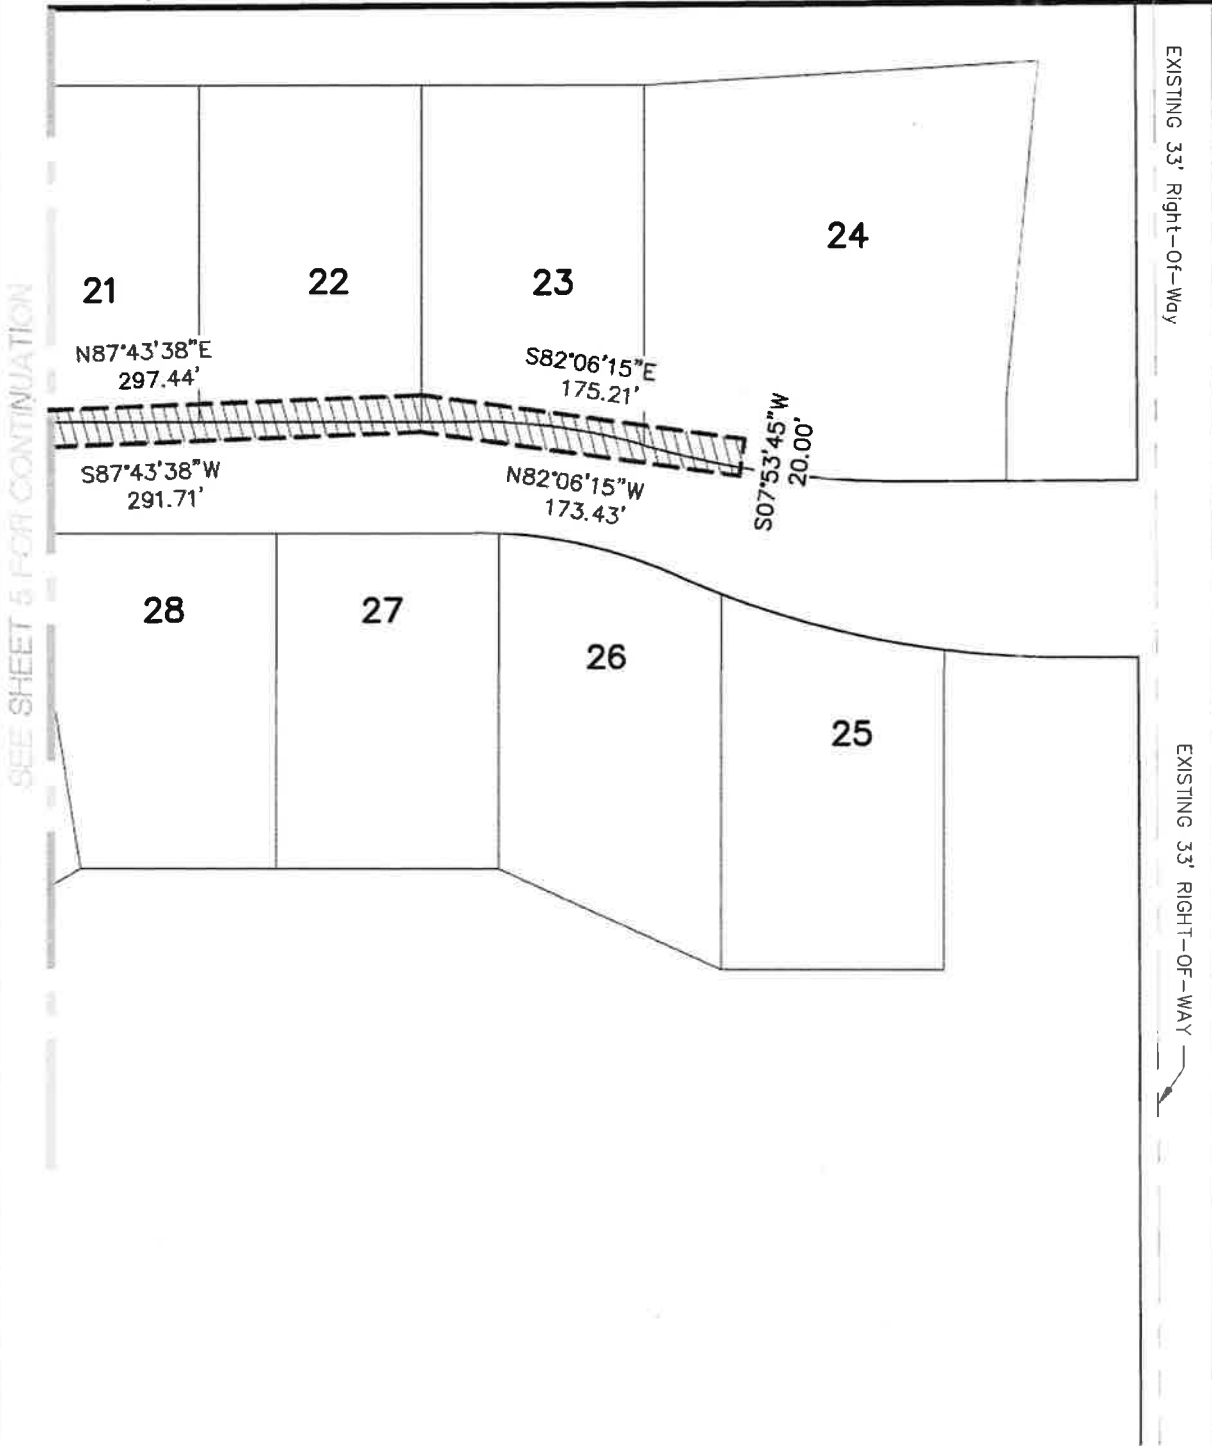 EXISTING 33' Right-Of-Way
24
21
22
23
N87°43'38"E
297.44'
S82°06'15"E
175.21'
S07°53'45"W
20.00'
S87°43'38"W
291.71'
N82°06'15"W
173.43'
SEE SHEET 5 FOR CONTINUATION
28
27
26
25
EXISTING 33' RIGHT-OF-WAY